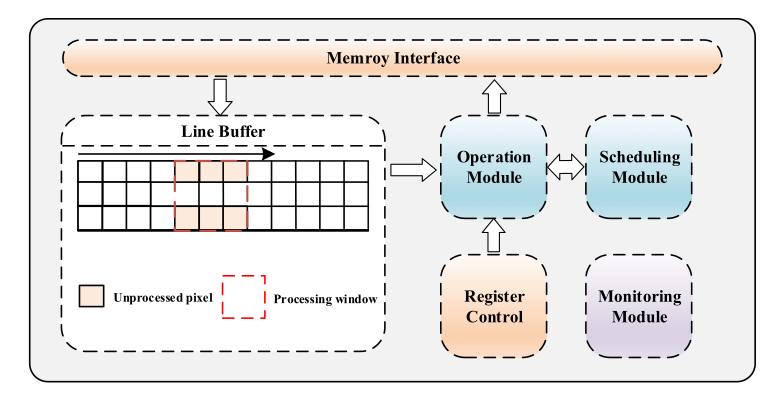 Memroy Interface
Line Buffer
Operation
Module
Scheduling
Module
Unprocessed pixel
Processing window
Register
Control
Monitoring
Module